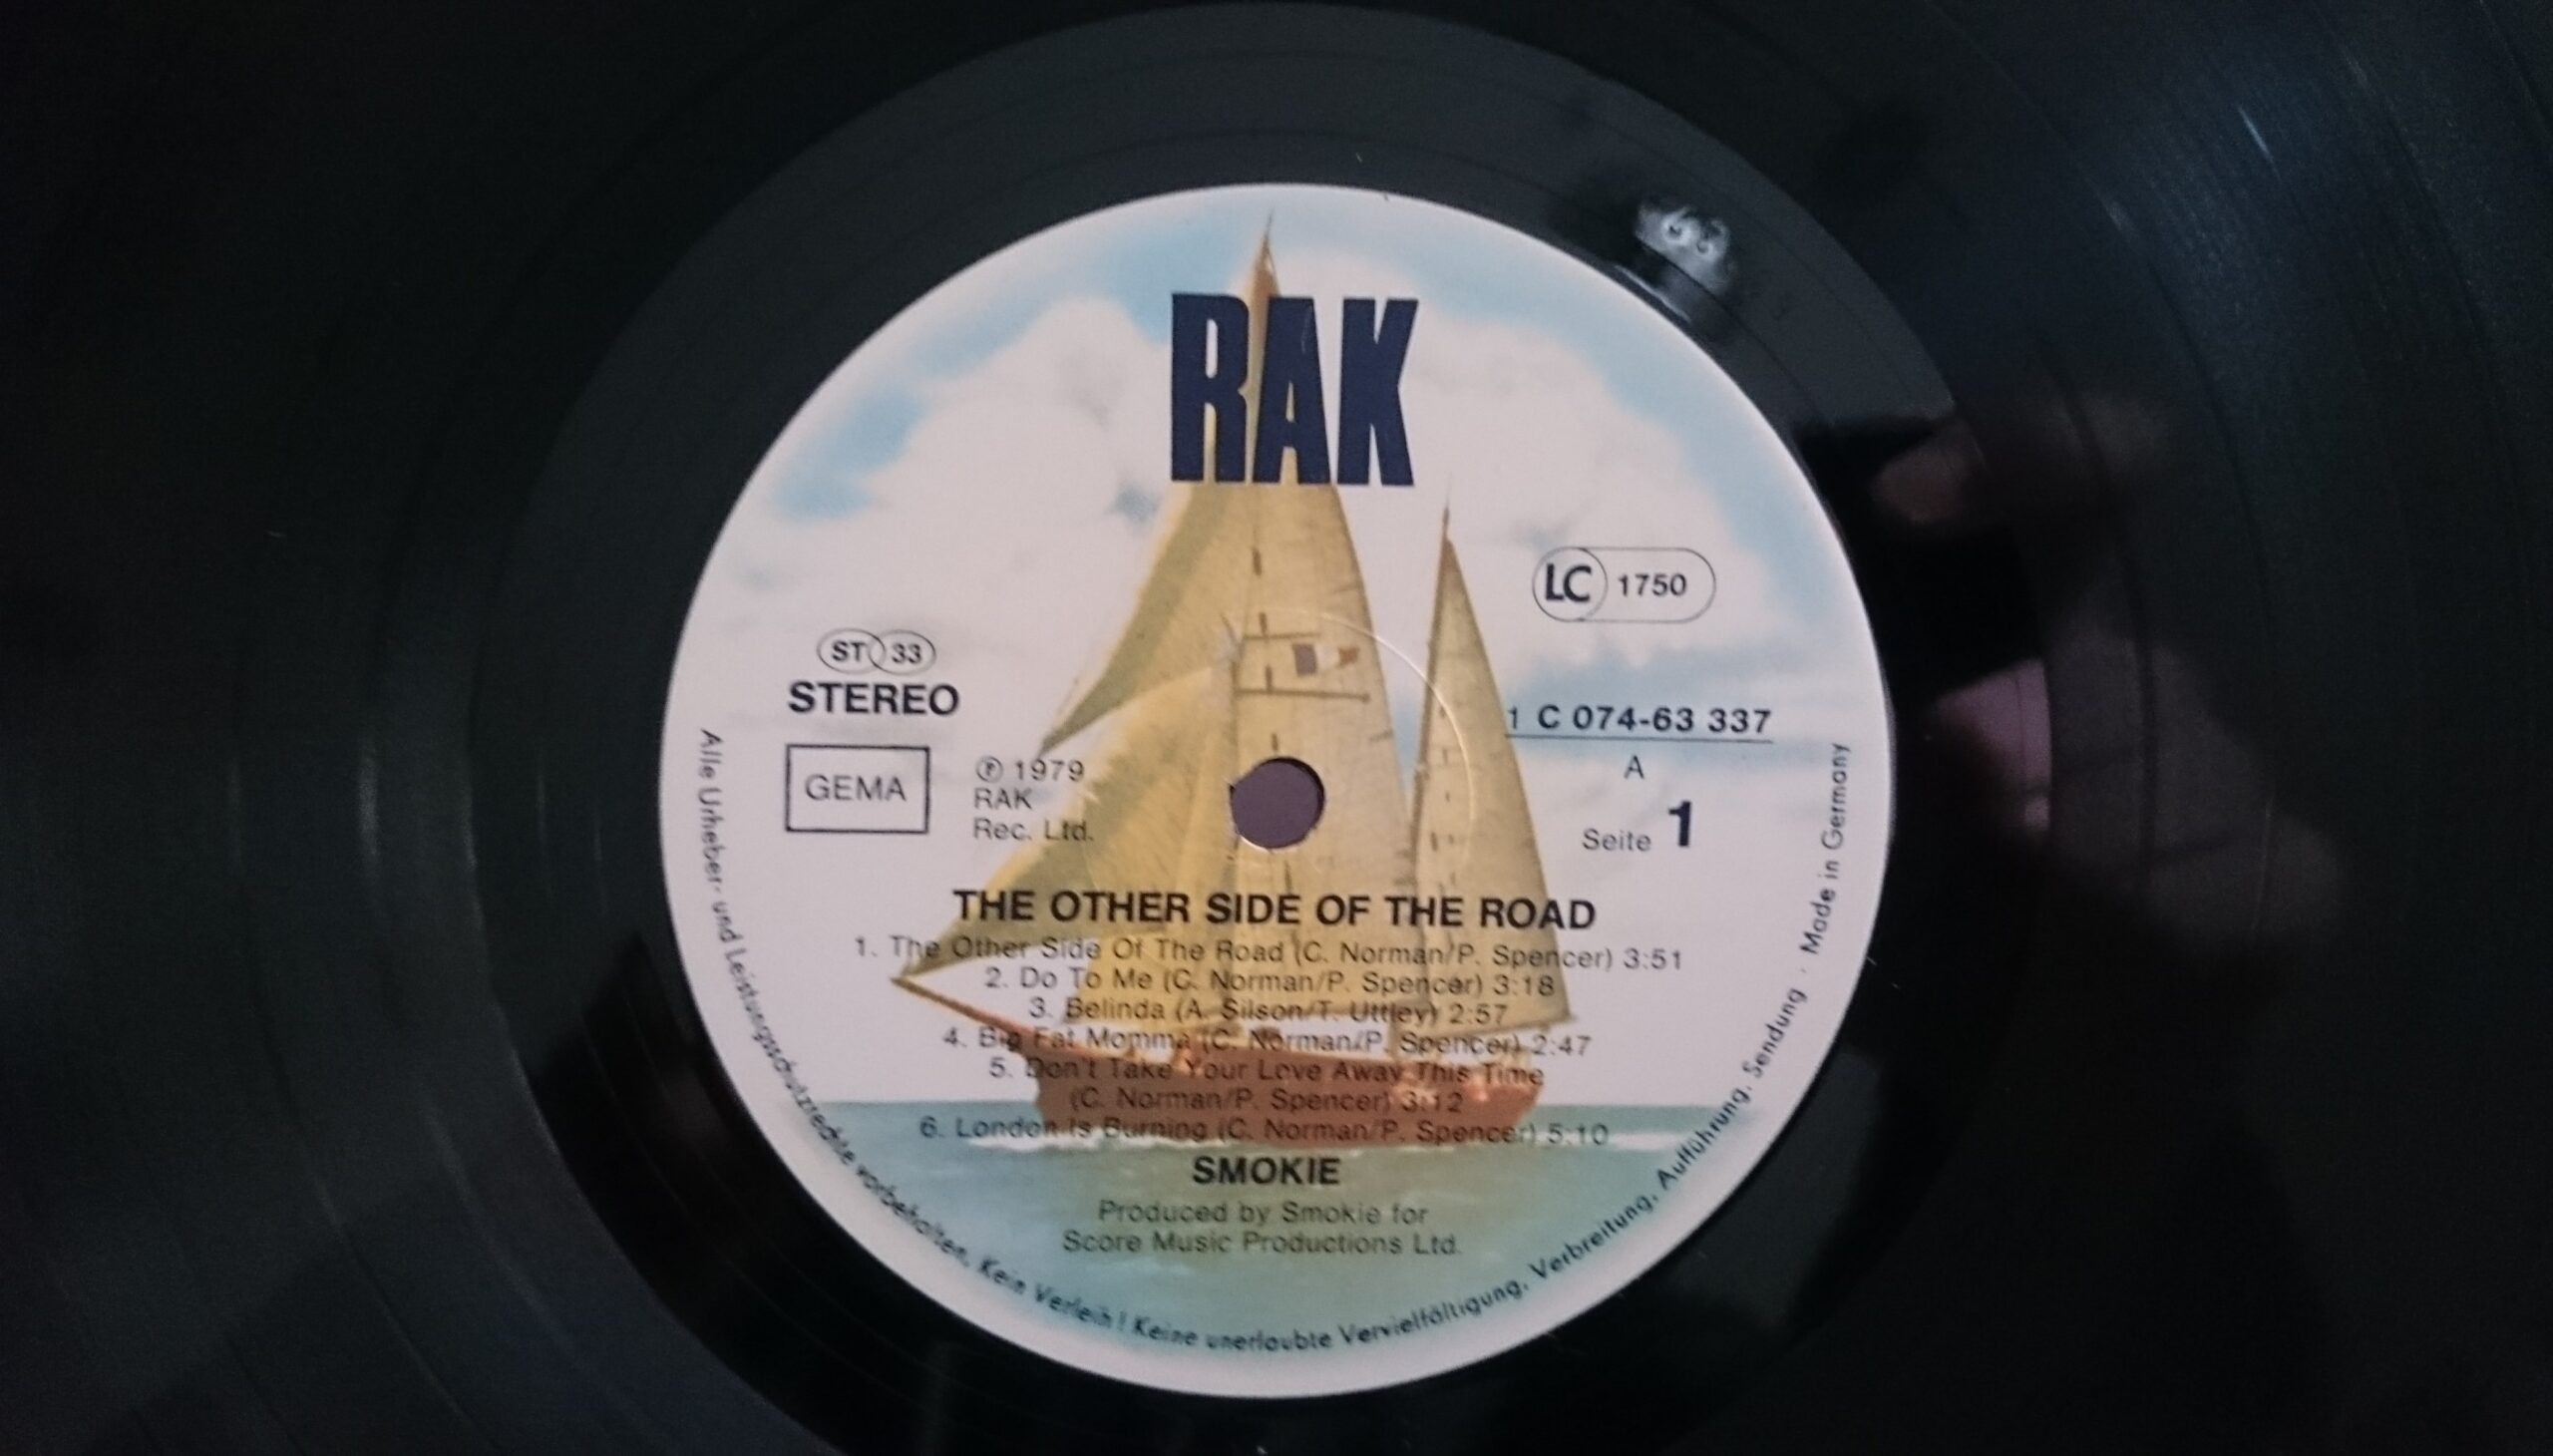 RAK
LC 1750
ST 33
STEREO
GEMA
℗ 1979
RAK
Rec. Ltd.
1 C 074-63 337
A
Seite 1
THE OTHER SIDE OF THE ROAD
1. The Other Side Of The Road (C. Norman/P. Spencer) 3:51
2. Do To Me (C. Norman/P. Spencer) 3:18
3. Belinda (A. Silson/T. Uttley) 2:57
4. Big Fat Momma (C. Norman/P. Spencer) 2:47
5. Don't Take Your Love Away This Time
(C. Norman/P. Spencer) 3:12
6. London Is Burning (C. Norman/P. Spencer) 5:10
SMOKIE
Produced by Smokie for
Score Music Productions Ltd.
Alle Urheber- und Leistungsschutzrechte vorbehalten. Kein Verleih! Keine unerlaubte Vervielfältigung, Verbreitung, Aufführung, Sendung · Made in Germany